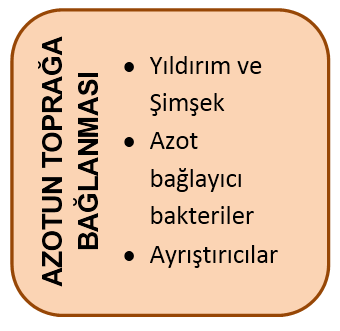 AZOTUN TOPRAĞA
BAĞLANMASI
• Yıldırım ve
Şimşek
• Azot
bağlayıcı
bakteriler
• Ayrıştırıcılar